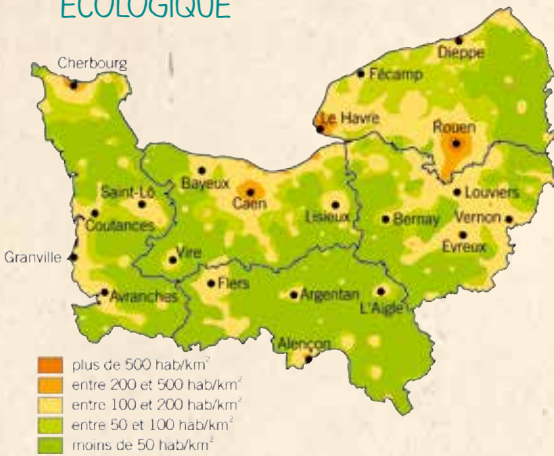 ÉCOLOGIQUE
Cherbourg
Dieppe
Fécamp
Le Havre
Rouen
Bayeux
Caen
Saint-Lô
Coutances
Lisieux
Bernay
Louviers
Vernon
Evreux
Granville
Vire
Avranches
Flers
Argentan
L'Aigle
Alençon
plus de 500 hab/km²
entre 200 et 500 hab/km²
entre 100 et 200 hab/km²
entre 50 et 100 hab/km²
moins de 50 hab/km²